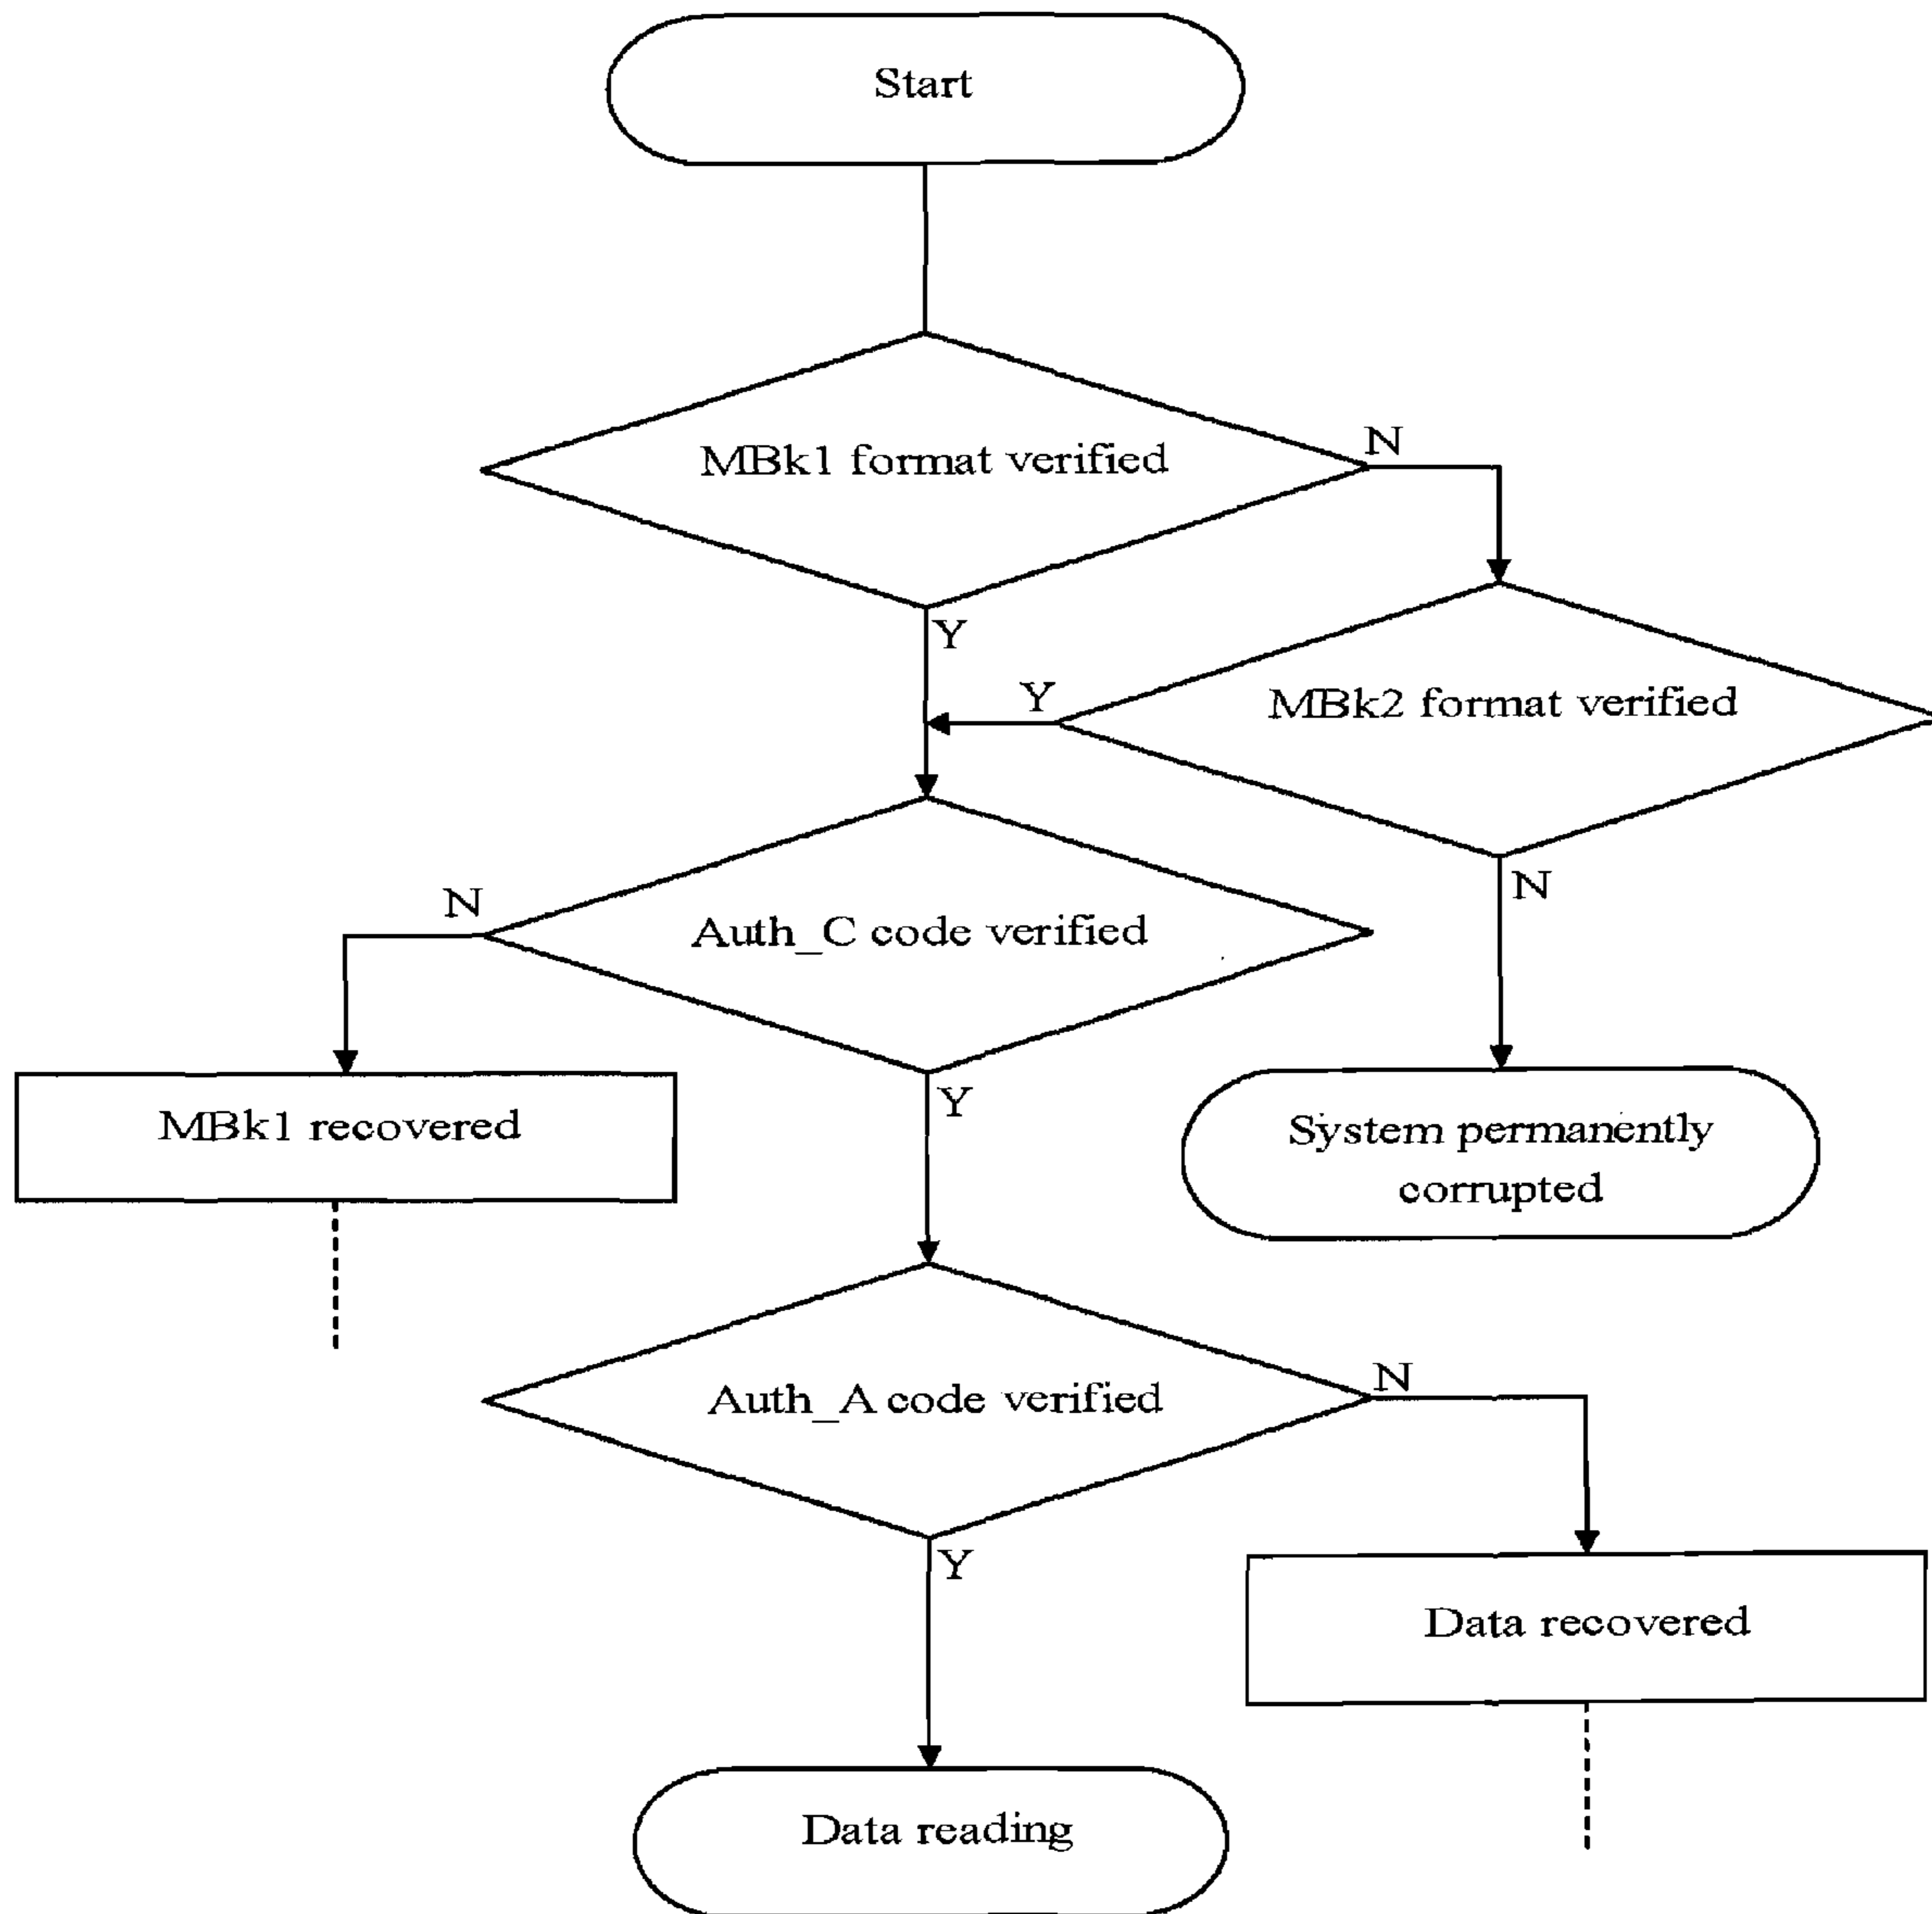 Start
MBk1 format verified
N
Y
Y
MBk2 format verified
N
N
Auth_C code verified
Y
MBk1 recovered
System permanently
corrupted
N
Auth_A code verified
Y
Data recovered
Data reading